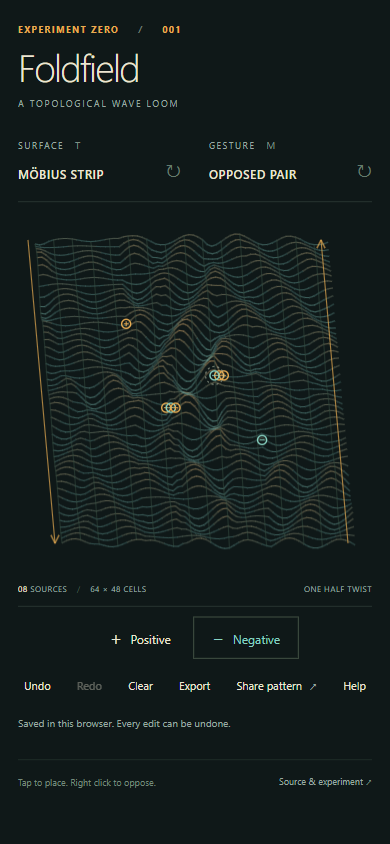 EXPERIMENT ZERO / 001
Foldfield
A TOPOLOGICAL WAVE LOOM
SURFACE T
GESTURE M
MÖBIUS STRIP ↻
OPPOSED PAIR ↻
08 SOURCES / 64 × 48 CELLS
ONE HALF TWIST
+ Positive
− Negative
Undo Redo Clear Export Share pattern ↗ Help
Saved in this browser. Every edit can be undone.
Tap to place. Right click to oppose.
Source & experiment ↗